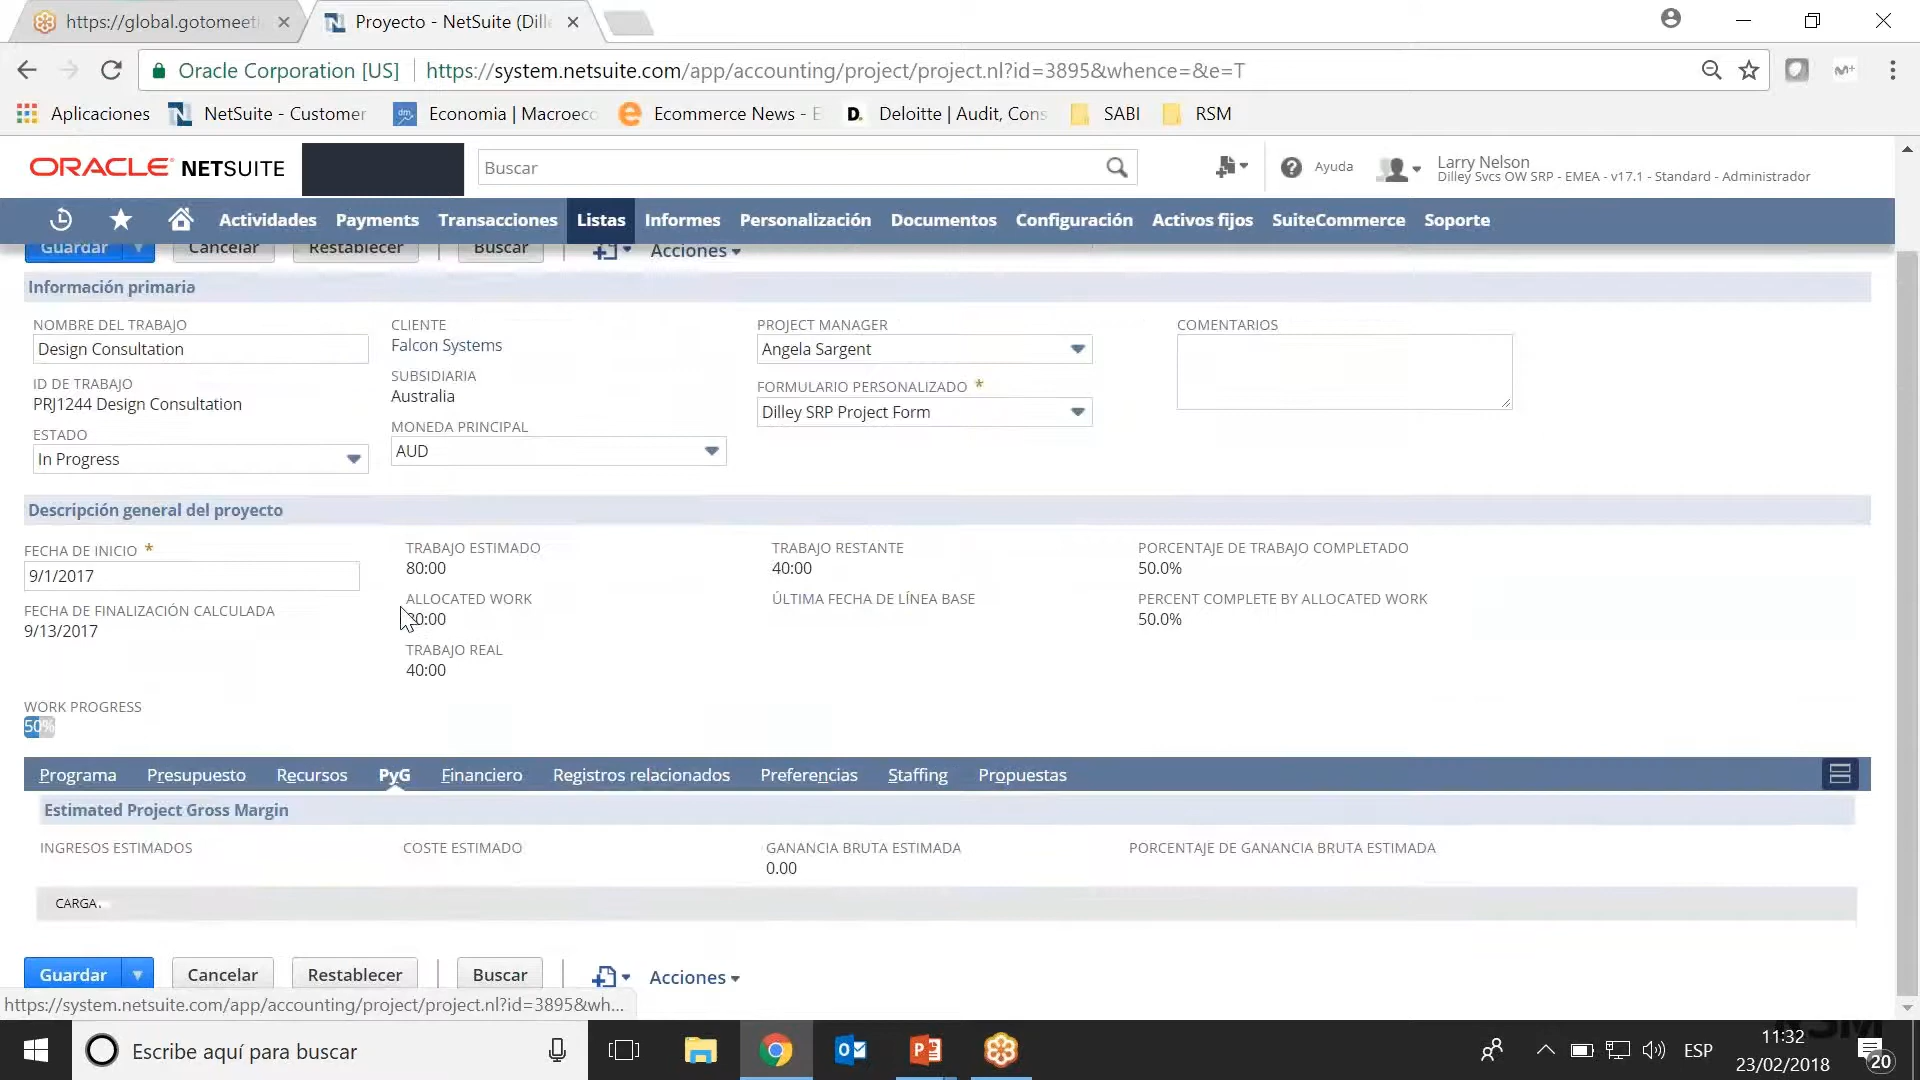 https://global.gotomeet
Proyecto - NetSuite (Dill
Oracle Corporation [US]
https://system.netsuite.com/app/accounting/project/project.nl?id=3895&whence=&e=T
Aplicaciones
NetSuite - Customer
Economia | Macroeco
Ecommerce News - E
D.
Deloitte | Audit, Cons
SABI
RSM
ORACLE NETSUITE
Buscar
Ayuda
Larry Nelson
Dilley Svcs OW SRP - EMEA - v17.1 - Standard - Administrador
Actividades
Payments
Transacciones
Listas
Informes
Personalización
Documentos
Configuración
Activos fijos
SuiteCommerce
Soporte
Guardar
Cancelar
Restablecer
Buscar
Acciones
Información primaria
NOMBRE DEL TRABAJO
Design Consultation
ID DE TRABAJO
PRJ1244 Design Consultation
ESTADO
In Progress
CLIENTE
Falcon Systems
SUBSIDIARIA
Australia
MONEDA PRINCIPAL
AUD
PROJECT MANAGER
Angela Sargent
FORMULARIO PERSONALIZADO *
Dilley SRP Project Form
COMENTARIOS
Descripción general del proyecto
FECHA DE INICIO *
9/1/2017
FECHA DE FINALIZACIÓN CALCULADA
9/13/2017
TRABAJO ESTIMADO
80:00
ALLOCATED WORK
TRABAJO REAL
40:00
TRABAJO RESTANTE
40:00
ÚLTIMA FECHA DE LÍNEA BASE
PORCENTAJE DE TRABAJO COMPLETADO
50.0%
PERCENT COMPLETE BY ALLOCATED WORK
50.0%
WORK PROGRESS
50%
Programa
Presupuesto
Recursos
PyG
Financiero
Registros relacionados
Preferencias
Staffing
Propuestas
Estimated Project Gross Margin
INGRESOS ESTIMADOS
COSTE ESTIMADO
GANANCIA BRUTA ESTIMADA
0.00
PORCENTAJE DE GANANCIA BRUTA ESTIMADA
CARGA.
Guardar
Cancelar
Restablecer
Buscar
Acciones
https://system.netsuite.com/app/accounting/project/project.nl?id=3895&wh...
Escribe aquí para buscar
ESP
11:32
23/02/2018
20